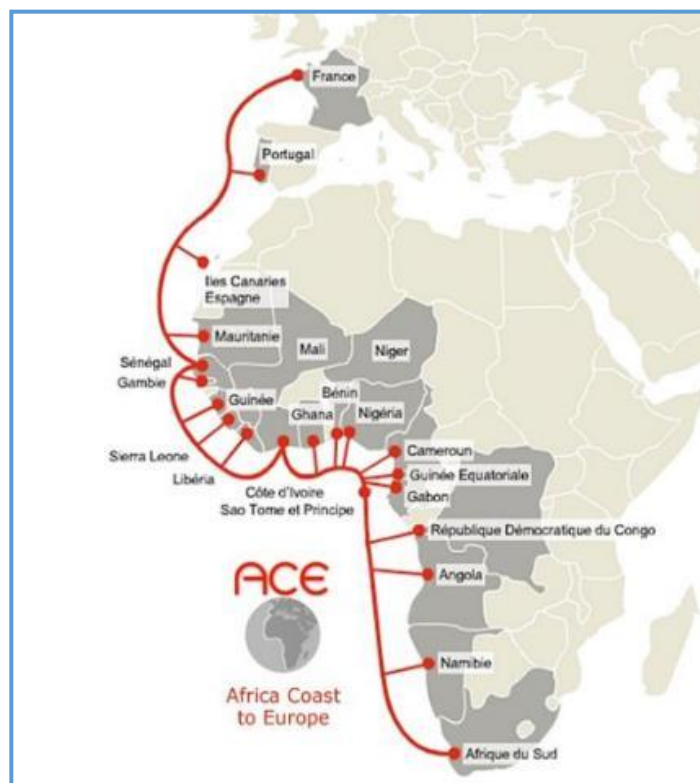 France
Portugal
Iles Canaries
Espagne
Mauritanie
Mali
Niger
Sénégal
Gambie
Guinée
Bénin
Ghana
Nigéria
Sierra Leone
Libéria
Cameroun
Guinée Equatoriale
Gabon
Côte d'Ivoire
Sao Tome et Principe
République Démocratique du Congo
Angola
ACE
Namibie
Africa Coast
to Europe
Afrique du Sud